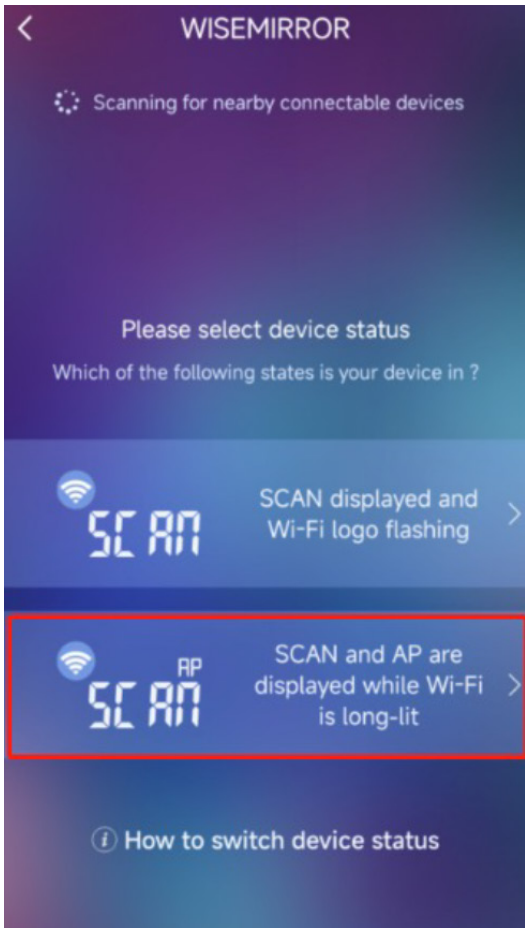 WISEMIRROR
Scanning for nearby connectable devices
Please select device status
Which of the following states is your device in ?
SCAN
SCAN displayed and
Wi-Fi logo flashing
AP
SCAN
SCAN and AP are
displayed while Wi-Fi
is long-lit
i How to switch device status